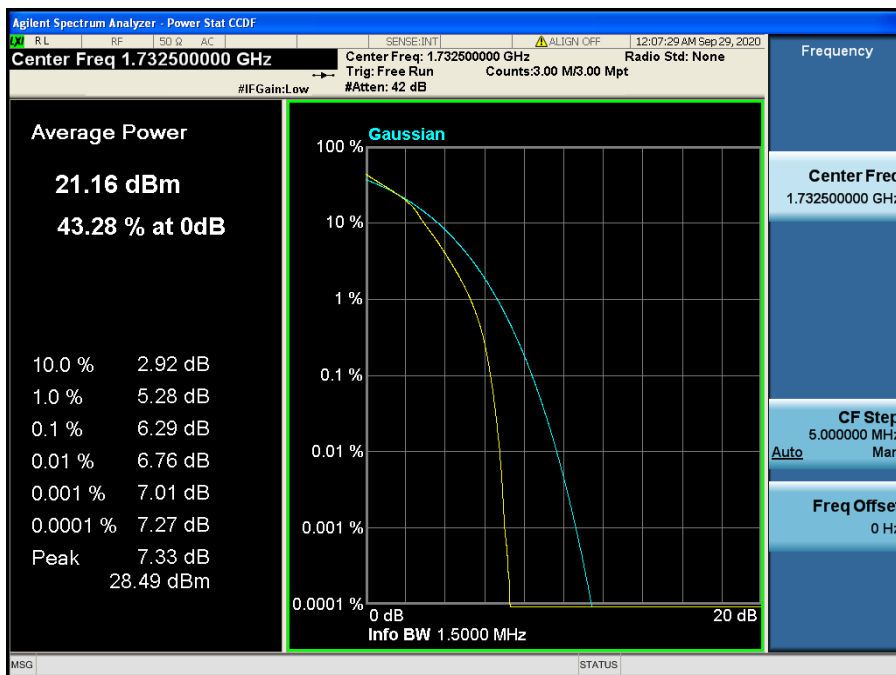 Agilent Spectrum Analyzer - Power Stat CCDF
LXI RL RF 50 Ω AC SENSE:INT ALIGN OFF 12:07:29 AM Sep 29, 2020
Center Freq 1.732500000 GHz
Center Freq: 1.732500000 GHz Radio Std: None
Trig: Free Run Counts:3.00 M/3.00 Mpt
#IFGain:Low #Atten: 42 dB
Frequency
Average Power
21.16 dBm
43.28 % at 0dB
10.0 % 2.92 dB
1.0 % 5.28 dB
0.1 % 6.29 dB
0.01 % 6.76 dB
0.001 % 7.01 dB
0.0001 % 7.27 dB
Peak 7.33 dB
28.49 dBm
Gaussian
100 %
10 %
1 %
0.1 %
0.01 %
0.001 %
0.0001 %
0 dB 20 dB
Info BW 1.5000 MHz
Center Freq
1.732500000 GHz
CF Step
5.000000 MHz
Auto Man
Freq Offset
0 Hz
MSG STATUS